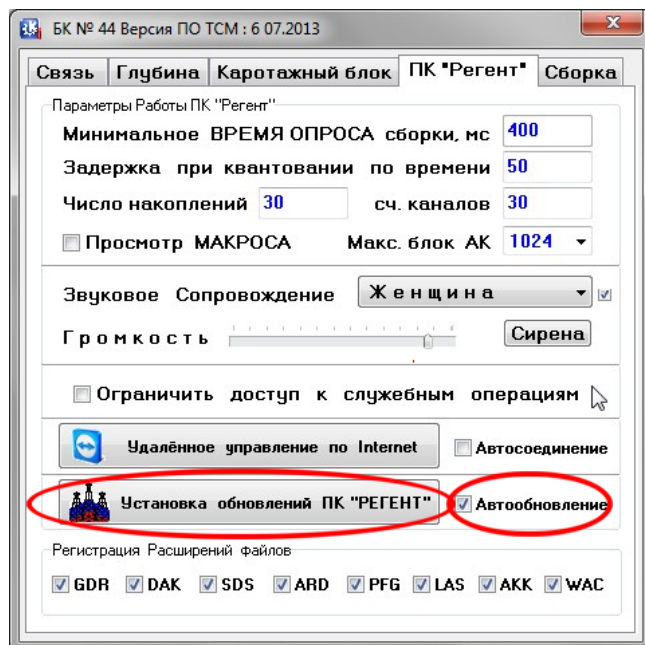 БК № 44 Версия ПО ТСМ : 6 07.2013
Связь Глубина Каротажный блок ПК "Регент" Сборка
Параметры Работы ПК "Регент"
Минимальное ВРЕМЯ ОПРОСА сборки, мс 400
Задержка при квантовании по времени 50
Число накоплений 30 сч. каналов 30
Просмотр МАКРОСА Макс. блок АК 1024
Звуковое Сопровождение Женщина
Громкость Сирена
Ограничить доступ к служебным операциям
Удалённое управление по Internet Автосоединение
Установка обновлений ПК "РЕГЕНТ" Автообновление
Регистрация Расширений файлов
GDR DAK SDS ARD PFG LAS AKK WAC